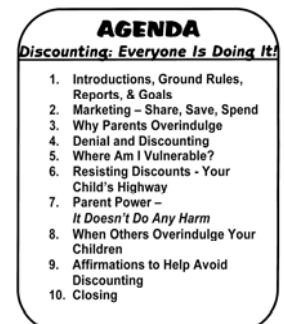 AGENDA
Discounting: Everyone Is Doing It!
1. Introductions, Ground Rules,
Reports, & Goals
2. Marketing – Share, Save, Spend
3. Why Parents Overindulge
4. Denial and Discounting
5. Where Am I Vulnerable?
6. Resisting Discounts - Your
Child's Highway
7. Parent Power –
It Doesn't Do Any Harm
8. When Others Overindulge Your
Children
9. Affirmations to Help Avoid
Discounting
10. Closing